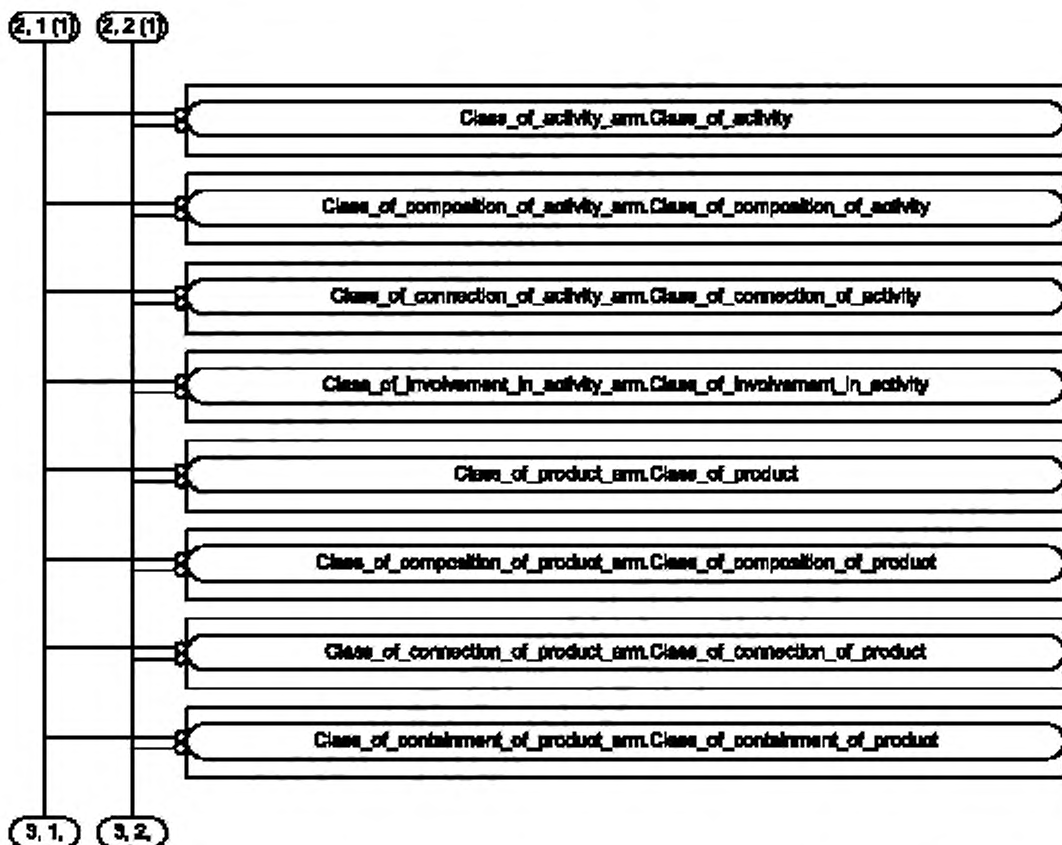 2, 1 (1) 2, 2 (1)
Class_of_activity_arm.Class_of_activity
Class_of_composition_of_activity_arm.Class_of_composition_of_activity
Class_of_connection_of_activity_arm.Class_of_connection_of_activity
Class_of_involvement_in_activity_arm.Class_of_involvement_in_activity
Class_of_product_arm.Class_of_product
Class_of_composition_of_product_arm.Class_of_composition_of_product
Class_of_connection_of_product_arm.Class_of_connection_of_product
Class_of_containment_of_product_arm.Class_of_containment_of_product
3, 1, 3, 2,